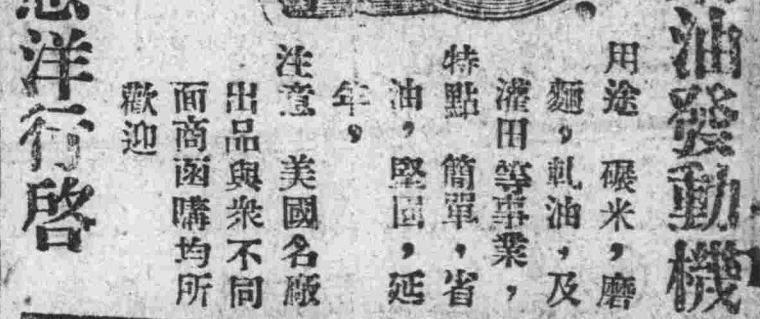 油發動機
用途　碾米，磨
麵，軋油，及
灌田等事業，
特點　簡單，省
油，堅固，延
年，
注意　美國名廠
出品與衆不同
面商函購均所
歡迎
洋行啓